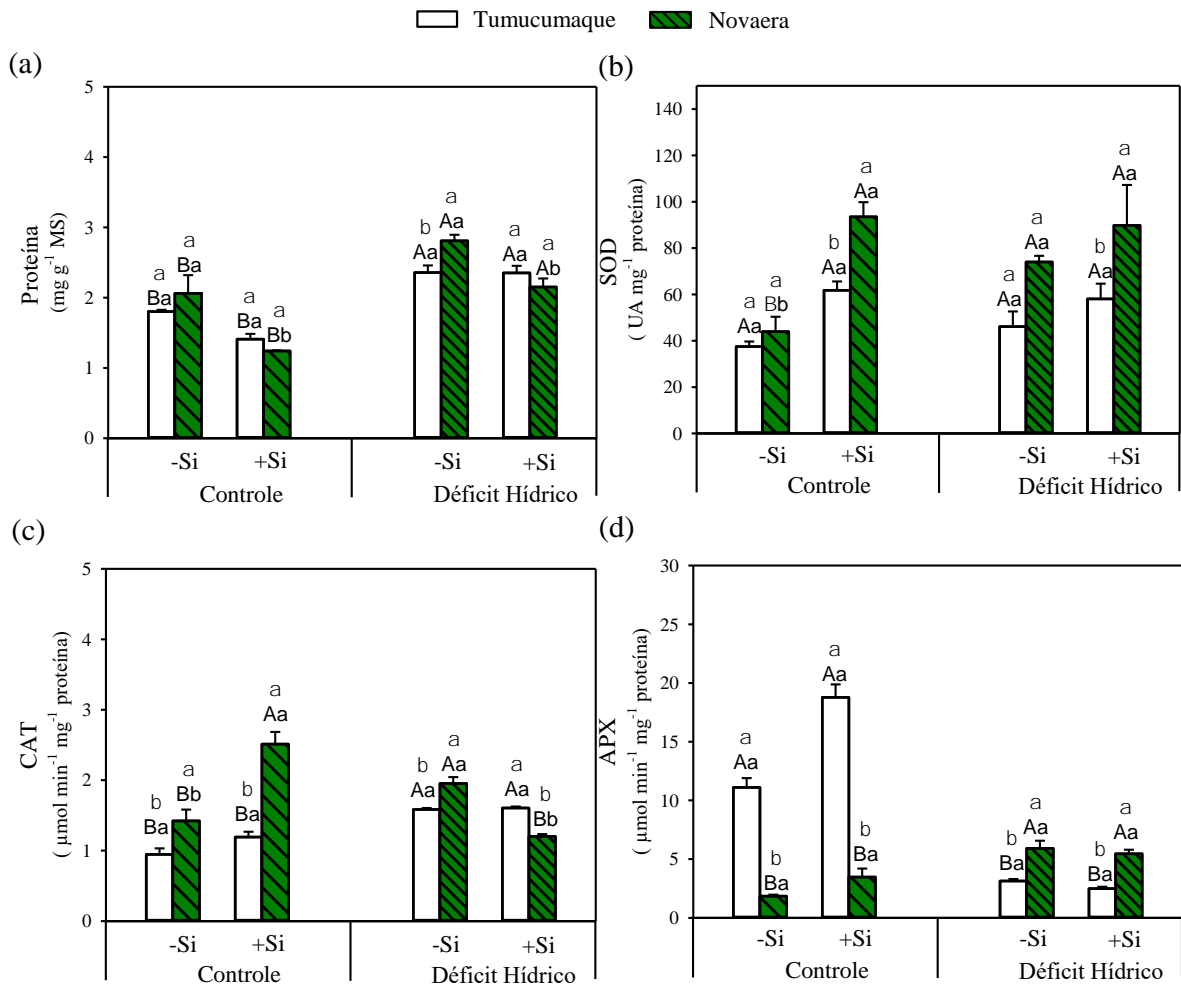 Tumucumaque Novaera
(a)
Proteína
(mg g-1 MS)
5
4
3
2
1
0
a
Ba
a
Ba
a
Ba
a
Bb
b
Aa
a
Aa
a
Aa
a
Ab
-Si +Si -Si +Si
Controle Déficit Hídrico
(b)
SOD
( UA mg-1 proteína)
140
120
100
80
60
40
20
0
a
Aa
a
Bb
b
Aa
a
Aa
a
Aa
a
Aa
b
Aa
a
Aa
-Si +Si -Si +Si
Controle Déficit Hídrico
(c)
CAT
( µmol min-1 mg-1 proteína)
5
4
3
2
1
0
b
Ba
a
Bb
b
Ba
a
Aa
b
Aa
a
Aa
a
Aa
b
Bb
-Si +Si -Si +Si
Controle Déficit Hídrico
(d)
APX
( µmol min-1 mg-1 proteína)
30
25
20
15
10
5
0
a
Aa
b
Ba
a
Aa
b
Ba
b
Ba
a
Aa
b
Ba
a
Aa
-Si +Si -Si +Si
Controle Déficit Hídrico